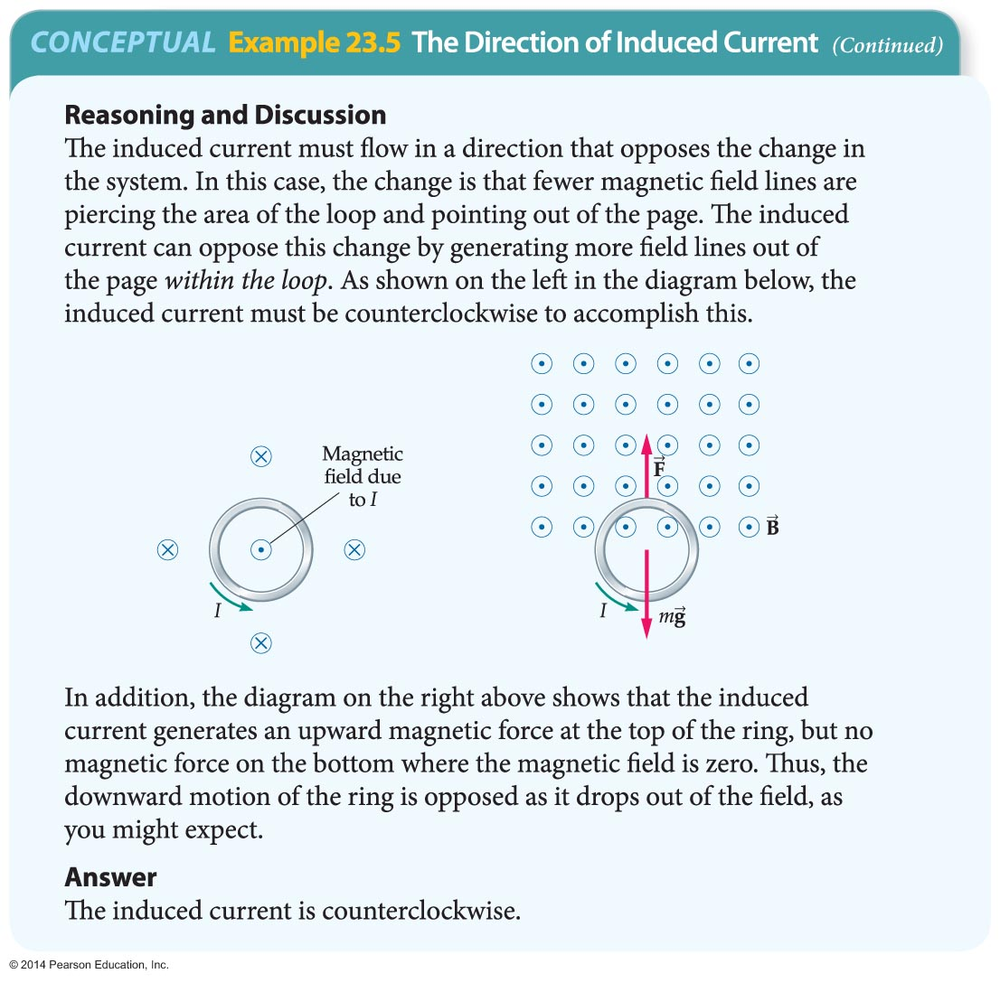 CONCEPTUAL Example 23.5 The Direction of Induced Current (Continued)
Reasoning and Discussion
The induced current must flow in a direction that opposes the change in
the system. In this case, the change is that fewer magnetic field lines are
piercing the area of the loop and pointing out of the page. The induced
current can oppose this change by generating more field lines out of
the page within the loop. As shown on the left in the diagram below, the
induced current must be counterclockwise to accomplish this.
Magnetic
field due
to I
I
F⃗
B⃗
I
mg⃗
In addition, the diagram on the right above shows that the induced
current generates an upward magnetic force at the top of the ring, but no
magnetic force on the bottom where the magnetic field is zero. Thus, the
downward motion of the ring is opposed as it drops out of the field, as
you might expect.
Answer
The induced current is counterclockwise.
© 2014 Pearson Education, Inc.